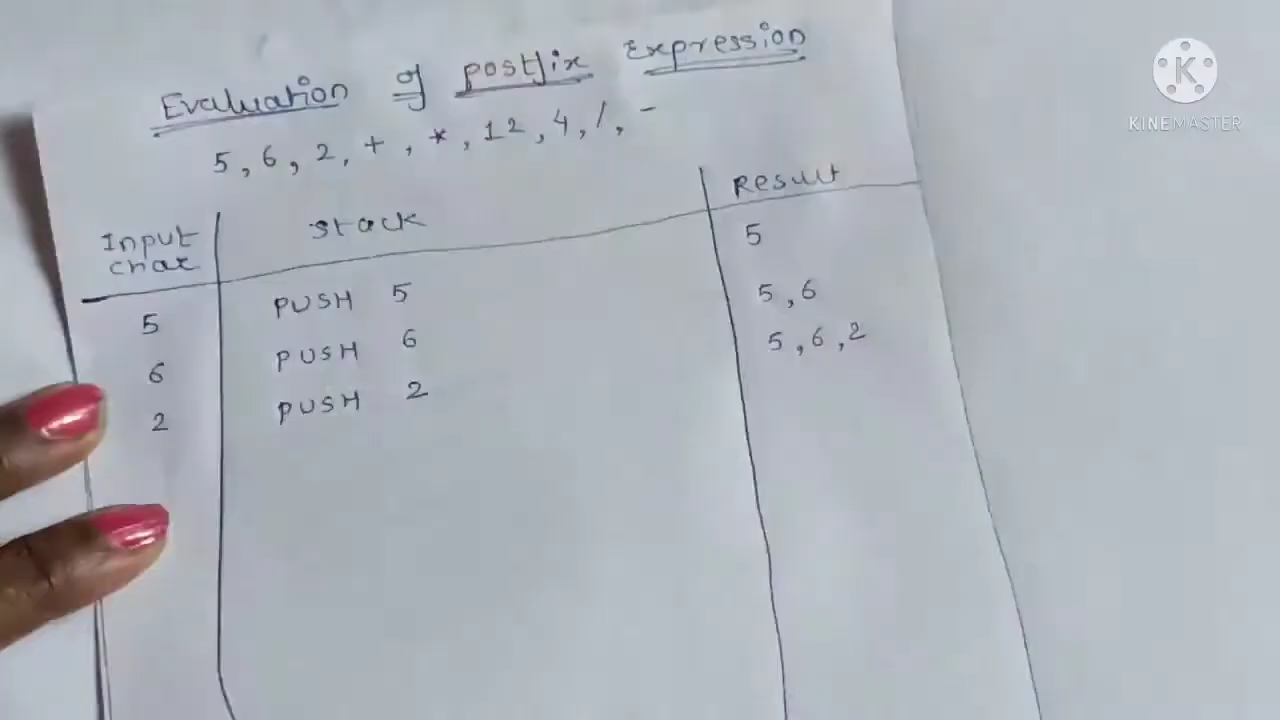 Evaluation of postfix Expression
5, 6, 2, +, *, 12, 4, /, -
Input char
Stack
Result
5
PUSH 5
5
6
PUSH 6
5, 6
2
PUSH 2
5, 6, 2
K
KINEMASTER